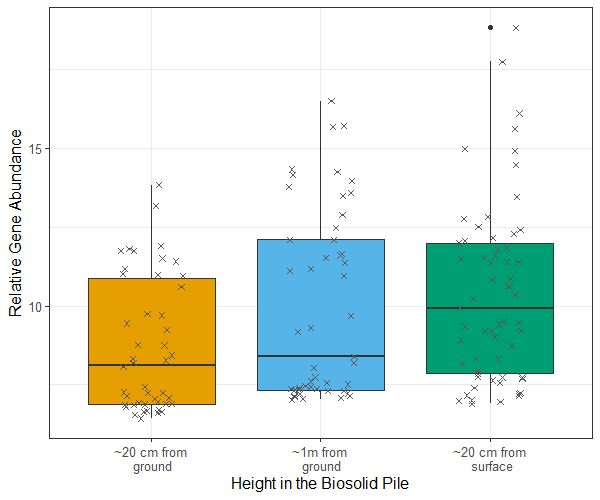 Relative Gene Abundance
15
10
~20 cm from
ground
~1m from
ground
~20 cm from
surface
Height in the Biosolid Pile